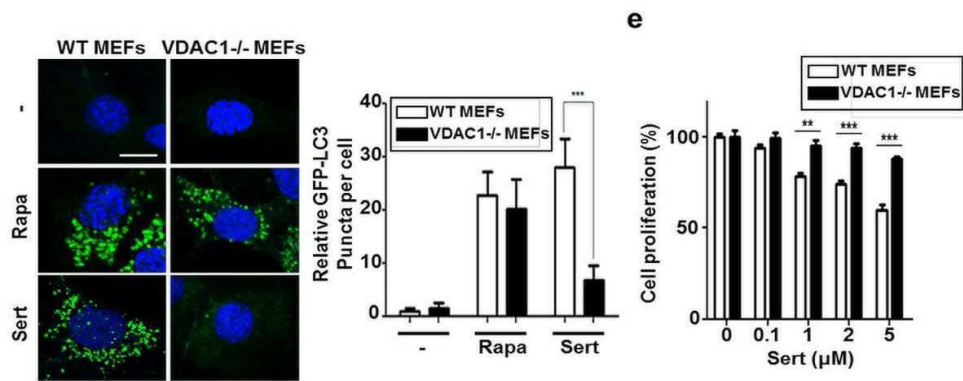 e
WT MEFs VDAC1-/- MEFs
-
Rapa
Sert
Relative GFP-LC3
Puncta per cell
40
30
20
10
0
WT MEFs
VDAC1-/- MEFs
***
- Rapa Sert
Cell proliferation (%)
100
50
0
WT MEFs
VDAC1-/- MEFs
** *** ***
0 0.1 1 2 5
Sert (µM)